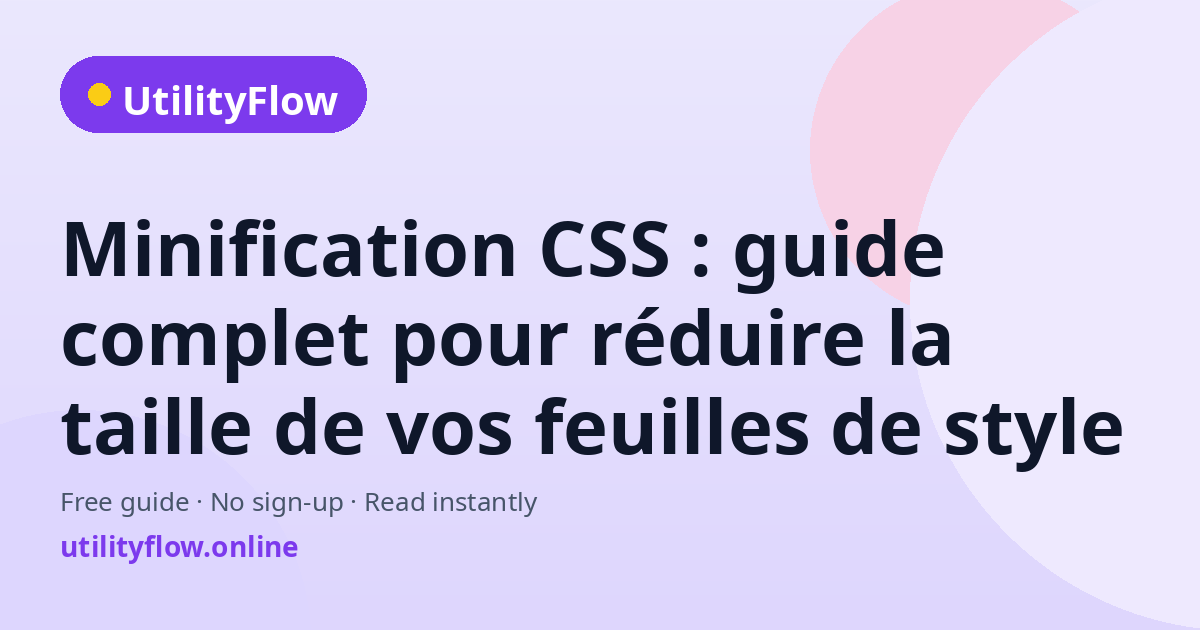 UtilityFlow
Minification CSS : guide
complet pour réduire la
taille de vos feuilles de style
Free guide · No sign-up · Read instantly
utilityflow.online